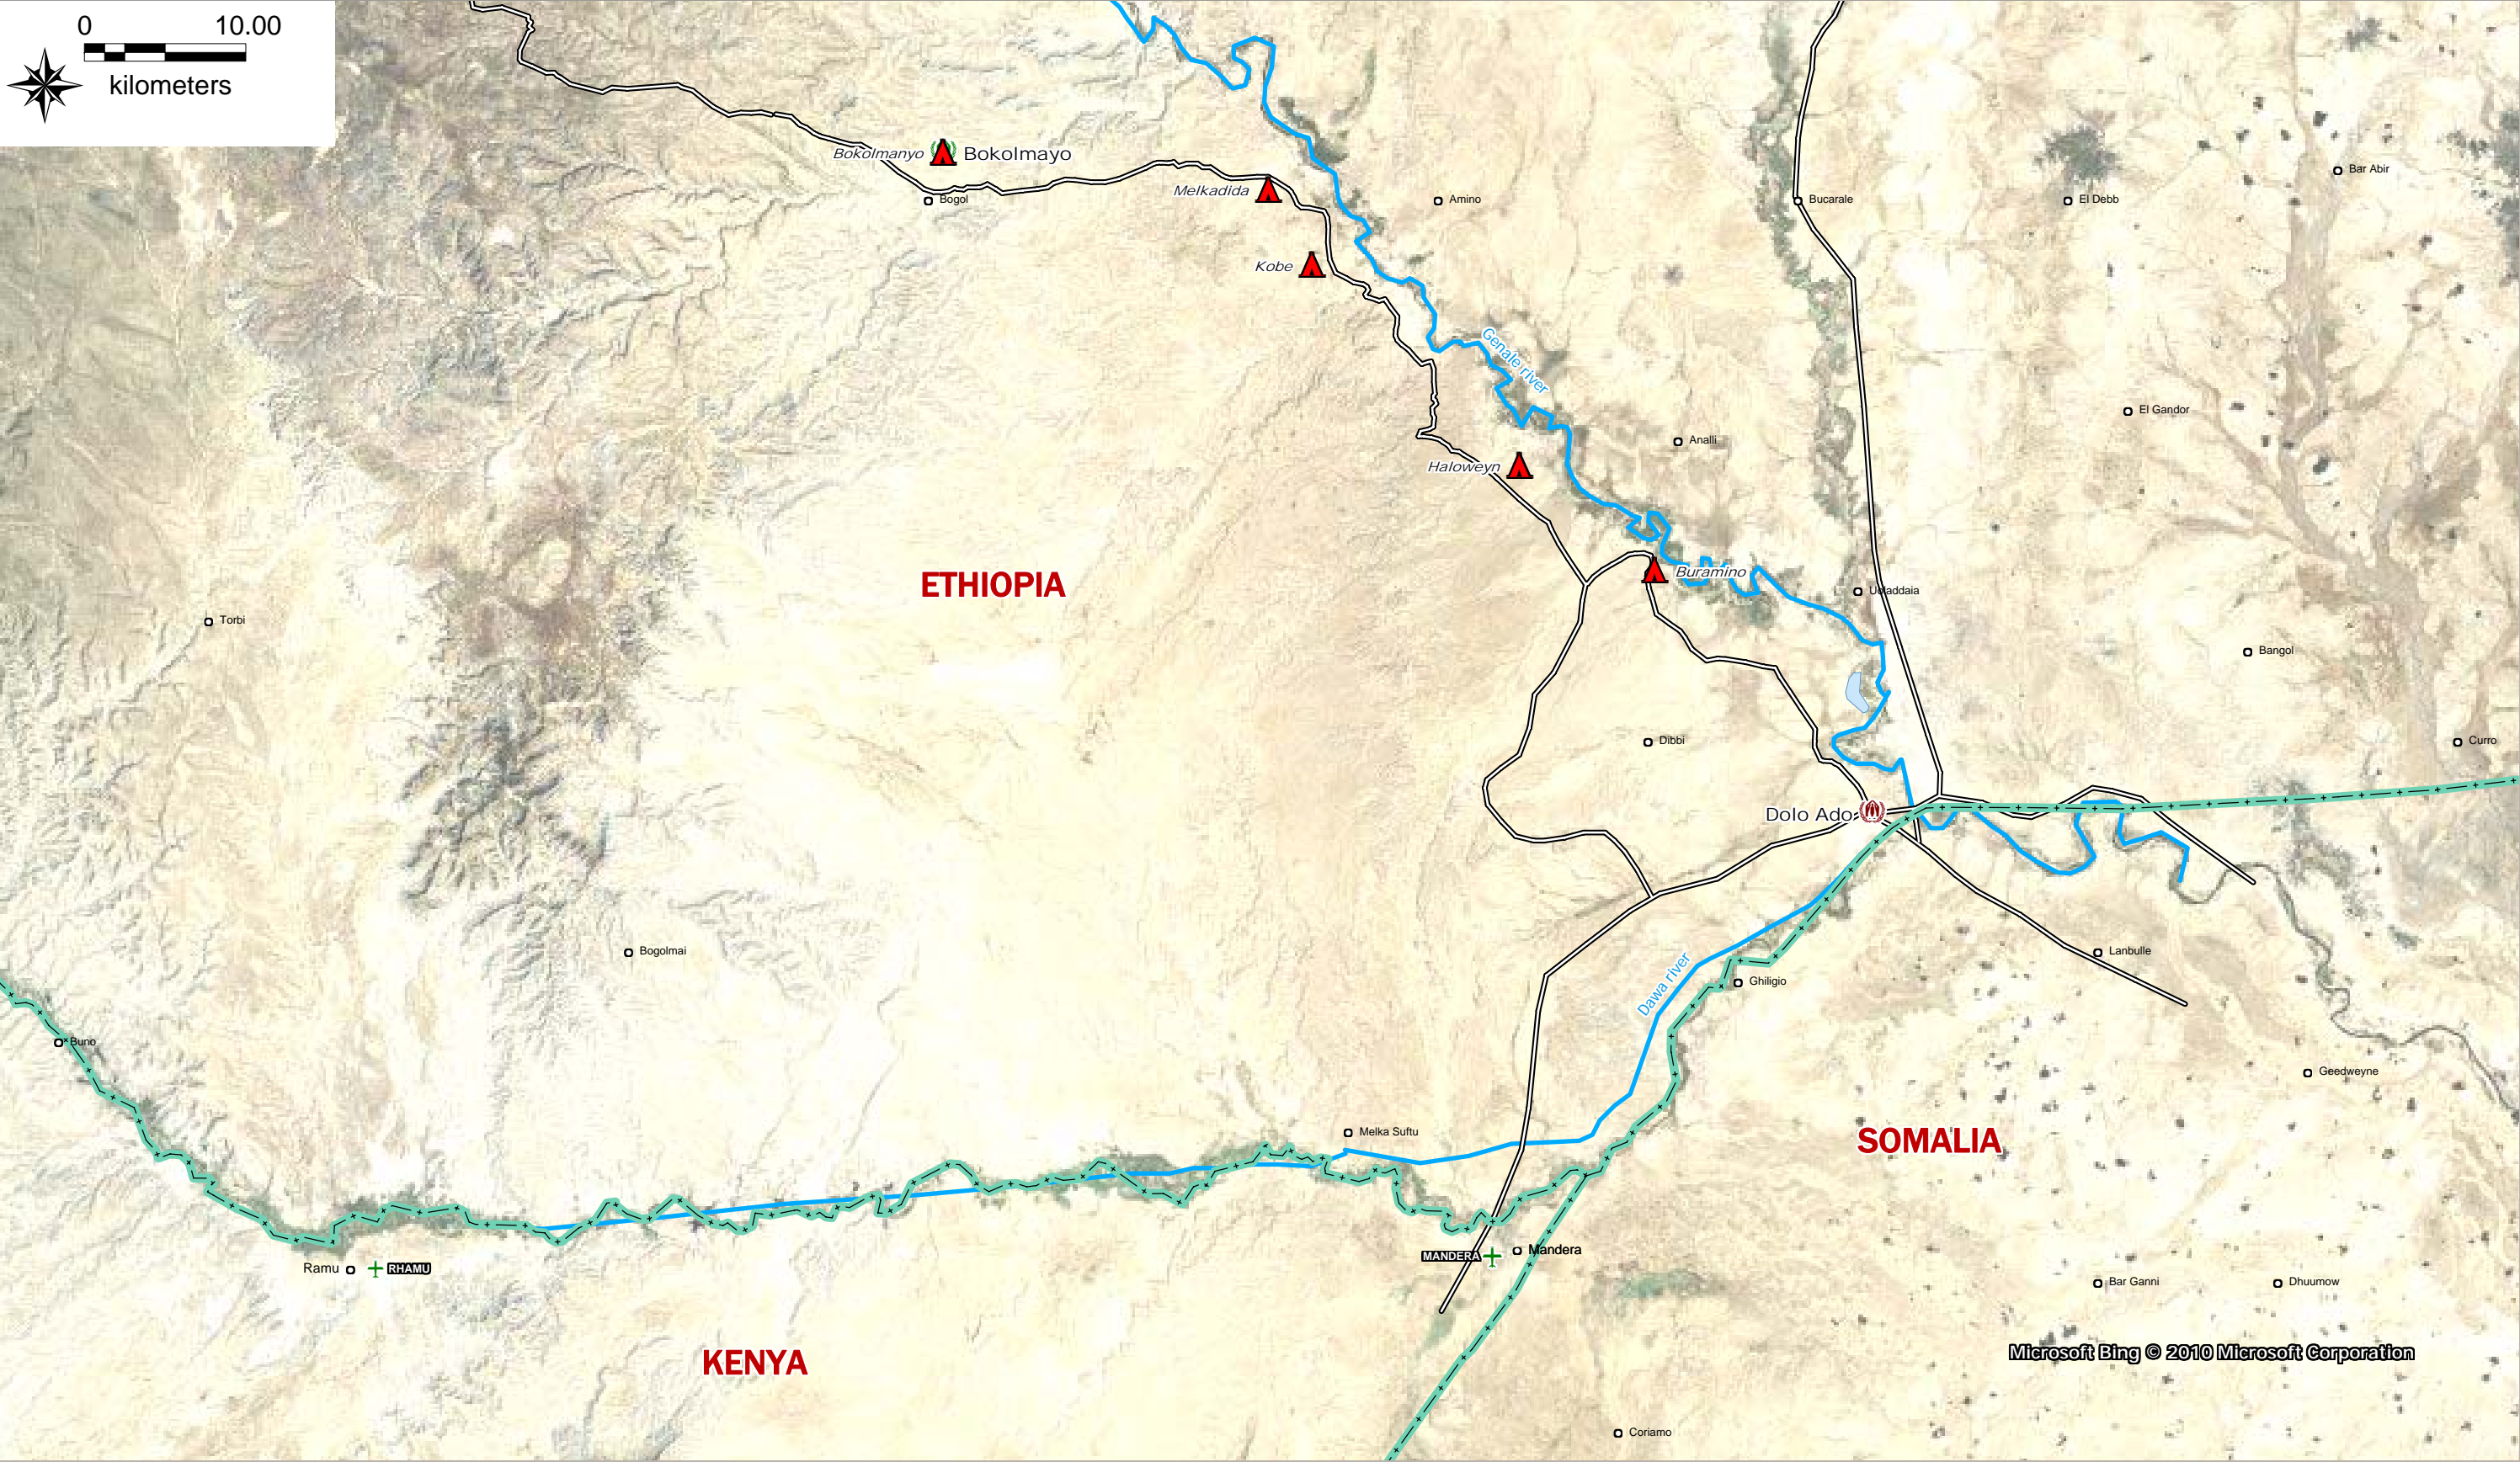 0 10.00
kilometers
Bokolmanyo Bokolmayo
Bar Abir
Melkadida
Bogol
Amino
Bucarale
El Debb
Kobe
Genale river
El Gandor
Analli
Haloweyn
Buramino
ETHIOPIA
Torbi
Bangol
Dibbi
Curro
Dolo Ado
Bogolmai
Lanbulle
Dawa river
Ghiligio
Buno
Geedweyne
Melka Suftu
SOMALIA
Ramu RHAMU
MANDERA Mandera
Bar Ganni
Dhuumow
KENYA
Microsoft Bing © 2010 Microsoft Corporation
Coriamo